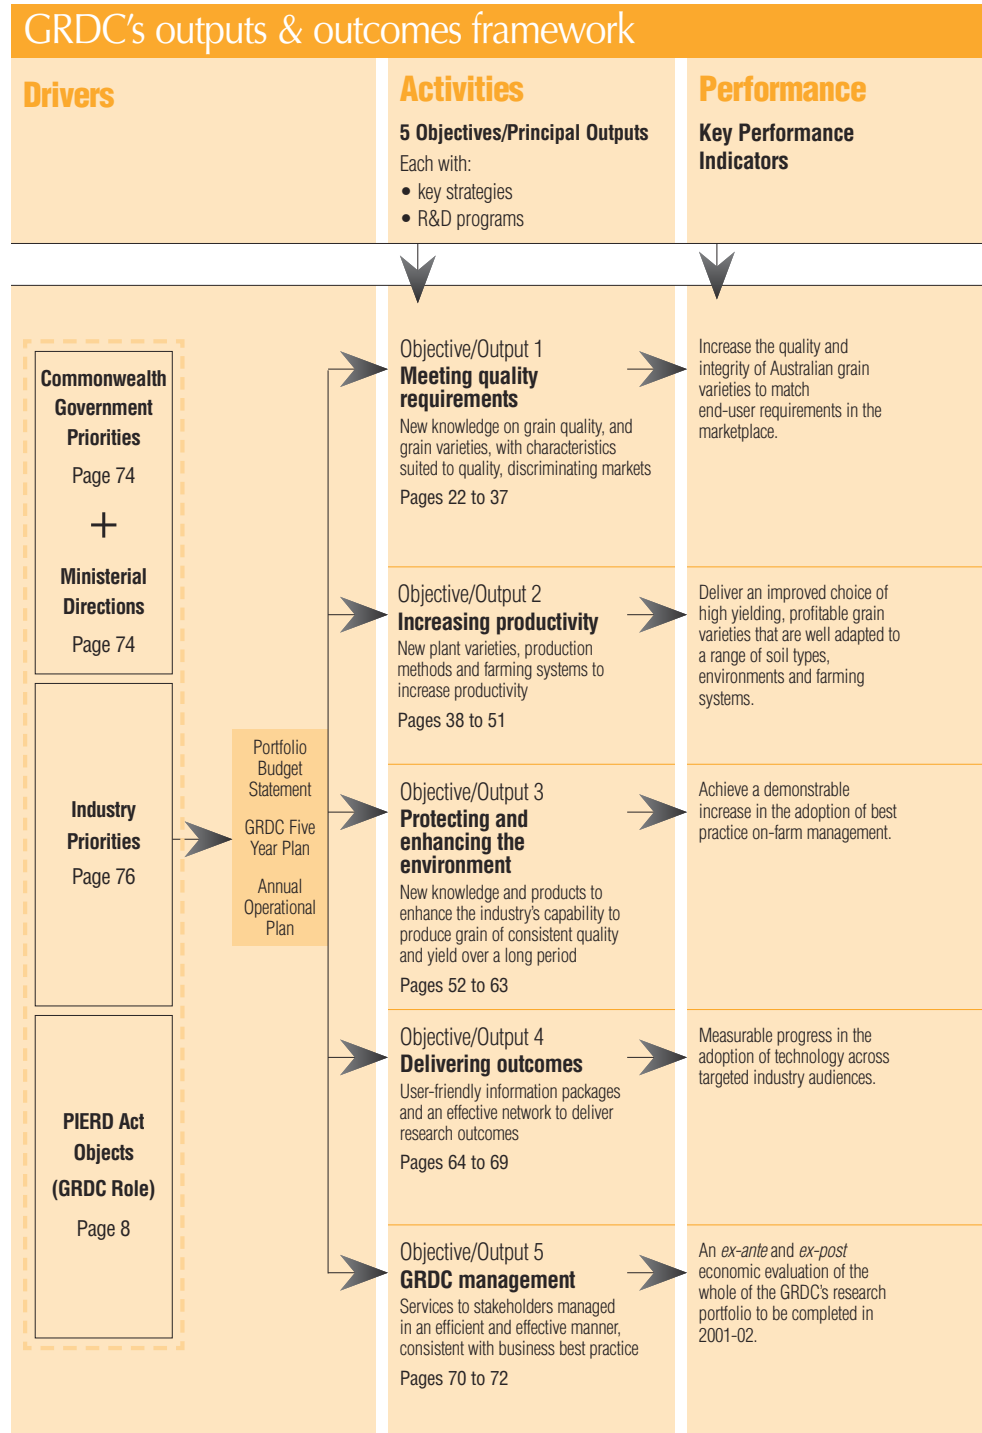 GRDC's outputs & outcomes framework
Drivers
Activities
5 Objectives/Principal Outputs
Each with:
• key strategies
• R&D programs
Performance
Key Performance
Indicators
Commonwealth
Government
Priorities
Page 74
+
Ministerial
Directions
Page 74
Industry
Priorities
Page 76
PIERD Act
Objects
(GRDC Role)
Page 8
Portfolio
Budget
Statement
GRDC Five
Year Plan
Annual
Operational
Plan
Objective/Output 1
Meeting quality
requirements
New knowledge on grain quality, and
grain varieties, with characteristics
suited to quality, discriminating markets
Pages 22 to 37
Increase the quality and
integrity of Australian grain
varieties to match
end-user requirements in the
marketplace.
Objective/Output 2
Increasing productivity
New plant varieties, production
methods and farming systems to
increase productivity
Pages 38 to 51
Deliver an improved choice of
high yielding, profitable grain
varieties that are well adapted to
a range of soil types,
environments and farming
systems.
Objective/Output 3
Protecting and
enhancing the
environment
New knowledge and products to
enhance the industry's capability to
produce grain of consistent quality
and yield over a long period
Pages 52 to 63
Achieve a demonstrable
increase in the adoption of best
practice on-farm management.
Objective/Output 4
Delivering outcomes
User-friendly information packages
and an effective network to deliver
research outcomes
Pages 64 to 69
Measurable progress in the
adoption of technology across
targeted industry audiences.
Objective/Output 5
GRDC management
Services to stakeholders managed
in an efficient and effective manner,
consistent with business best practice
Pages 70 to 72
An ex-ante and ex-post
economic evaluation of the
whole of the GRDC's research
portfolio to be completed in
2001-02.